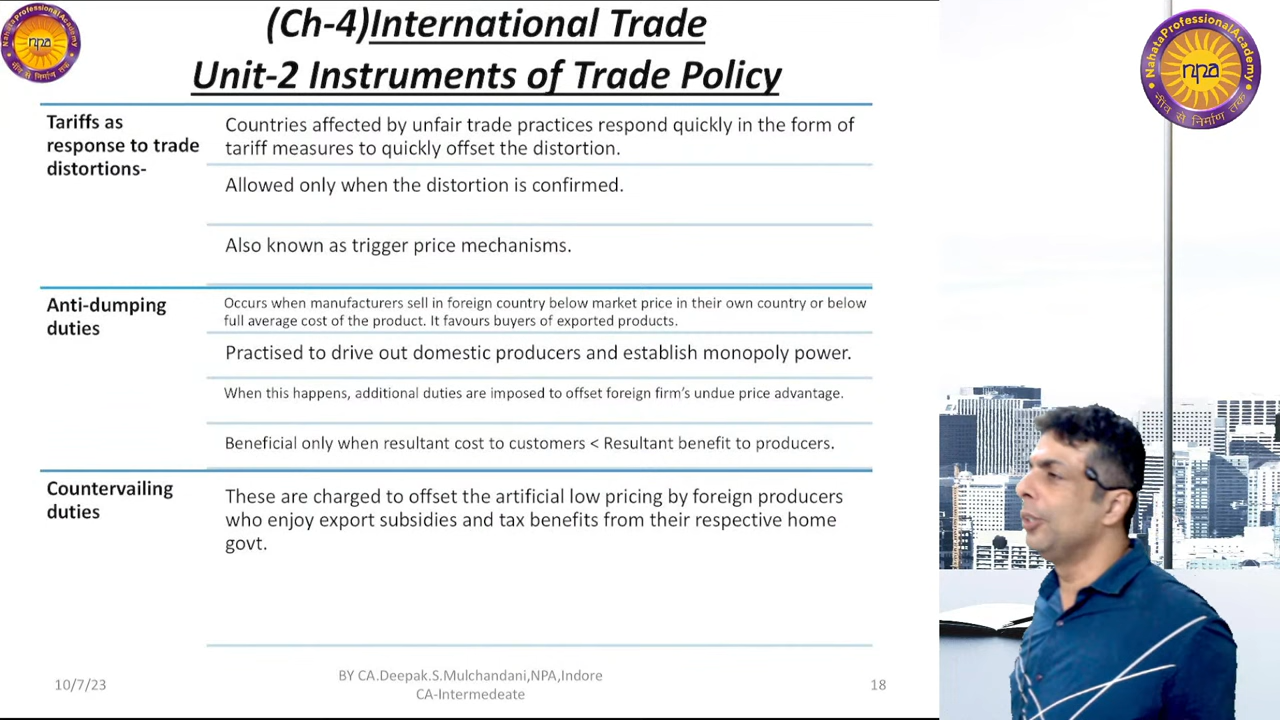 (Ch-4)International Trade
Unit-2 Instruments of Trade Policy
Tariffs as
response to trade
distortions-
Countries affected by unfair trade practices respond quickly in the form of
tariff measures to quickly offset the distortion.
Allowed only when the distortion is confirmed.
Also known as trigger price mechanisms.
Anti-dumping
duties
Occurs when manufacturers sell in foreign country below market price in their own country or below
full average cost of the product. It favours buyers of exported products.
Practised to drive out domestic producers and establish monopoly power.
When this happens, additional duties are imposed to offset foreign firm’s undue price advantage.
Beneficial only when resultant cost to customers < Resultant benefit to producers.
Countervailing
duties
These are charged to offset the artificial low pricing by foreign producers
who enjoy export subsidies and tax benefits from their respective home
govt.
10/7/23
BY CA.Deepak.S.Mulchandani,NPA,Indore
CA-Intermedeate
18
NahataProfessionalAcademy
npa
नींव से निर्माण तक
NahataProfessionalAcademy
npa
नींव से निर्माण तक